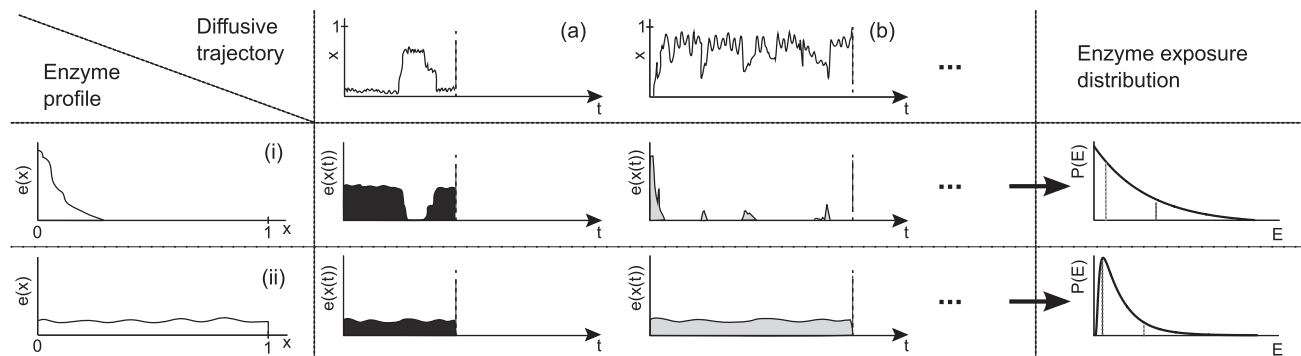 Diffusive
trajectory
Enzyme
profile
1
x
t
(a)
1
x
t
(b)
...
Enzyme exposure
distribution
e(x)
0
1
x
(i)
e(x(t))
t
e(x(t))
t
...
P(E)
E
e(x)
0
1
x
(ii)
e(x(t))
t
e(x(t))
t
...
P(E)
E